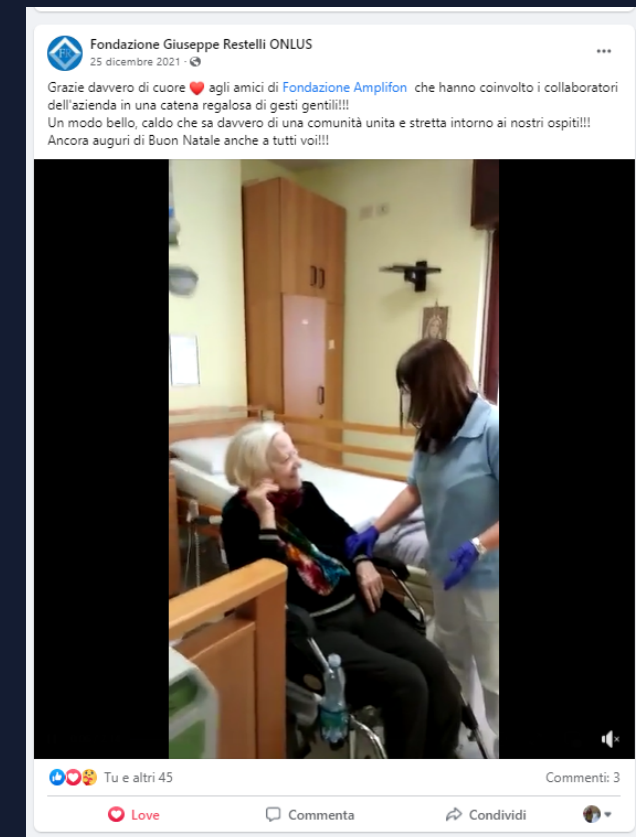 Fondazione Giuseppe Restelli ONLUS
25 dicembre 2021 ·
Grazie davvero di cuore ❤️ agli amici di Fondazione Amplifon che hanno coinvolto i collaboratori
dell'azienda in una catena regalosa di gesti gentili!!!
Un modo bello, caldo che sa davvero di una comunità unita e stretta intorno ai nostri ospiti!!!
Ancora auguri di Buon Natale anche a tutti voi!!!
Tu e altri 45 Commenti: 3
Love Commenta Condividi